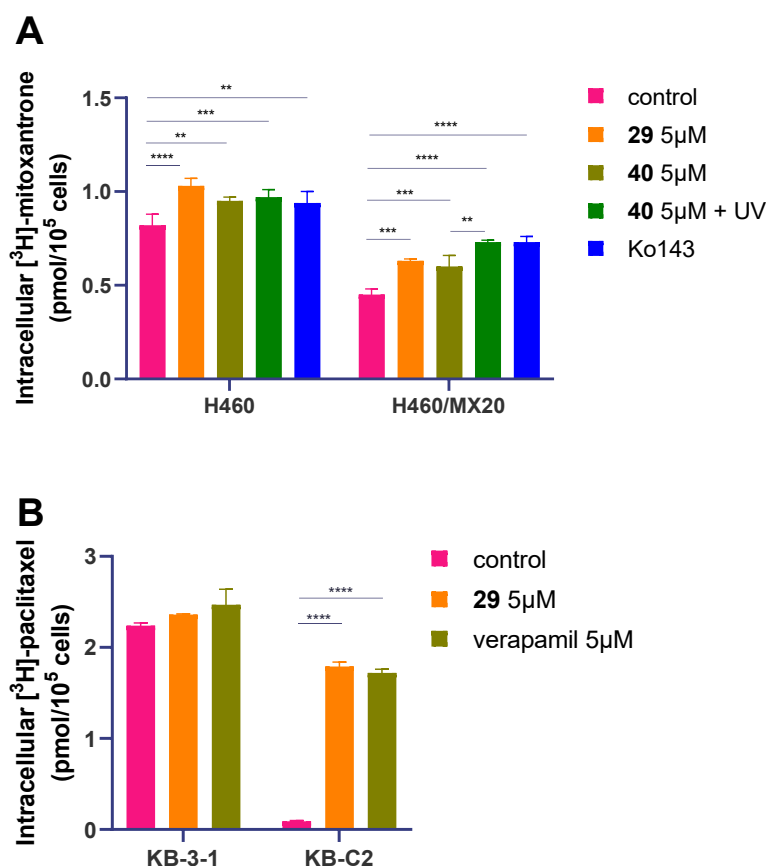 A
Intracellular [³H]-mitoxantrone
(pmol/10⁵ cells)
1.5
1.0
0.5
0.0
**
***
**
****
****
****
***
***
**
H460
H460/MX20
control
29 5µM
40 5µM
40 5µM + UV
Ko143
B
Intracellular [³H]-paclitaxel
(pmol/10⁵ cells)
3
2
1
0
****
****
KB-3-1
KB-C2
control
29 5µM
verapamil 5µM